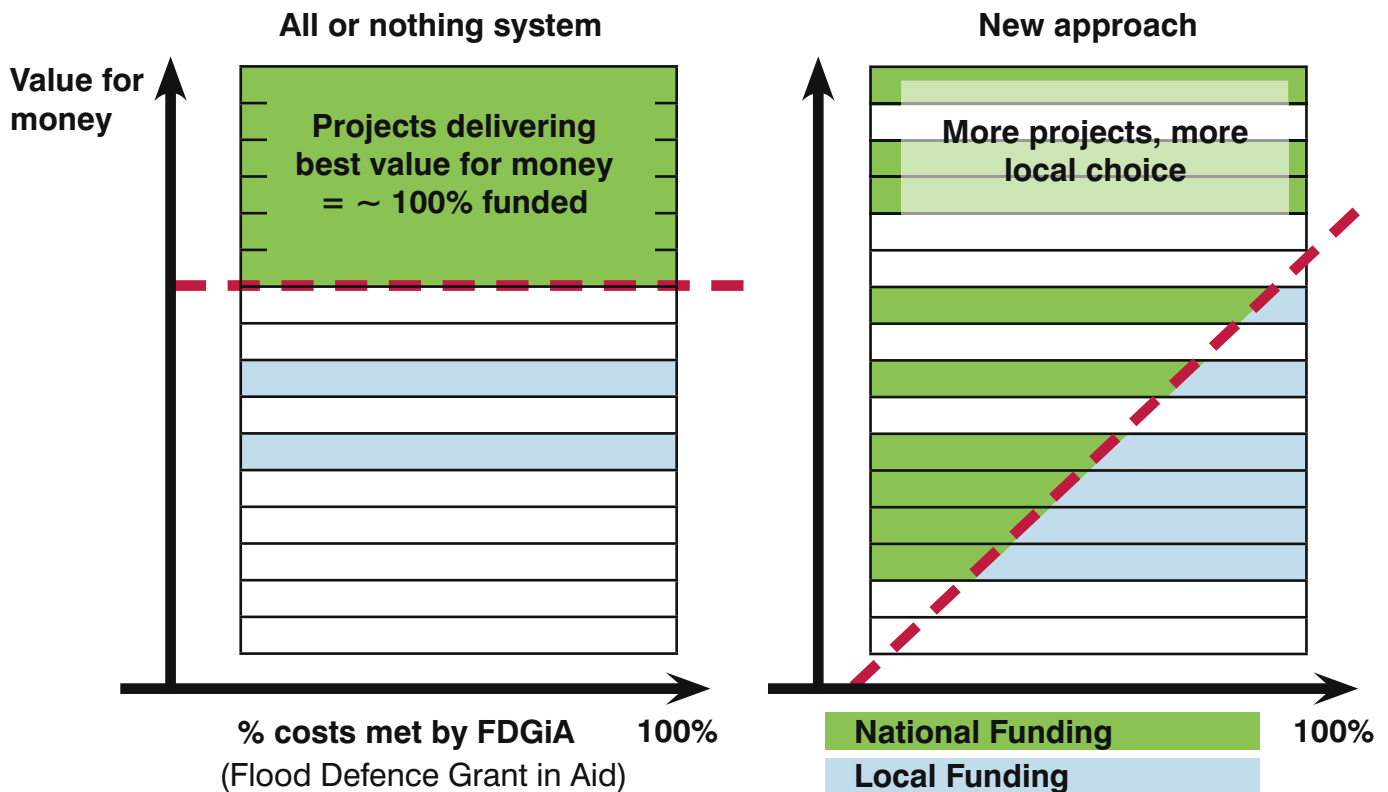 All or nothing system
New approach
Value for
money
Projects delivering
best value for money
= ~ 100% funded
More projects, more
local choice
% costs met by FDGiA
100%
(Flood Defence Grant in Aid)
100%
National Funding
Local Funding